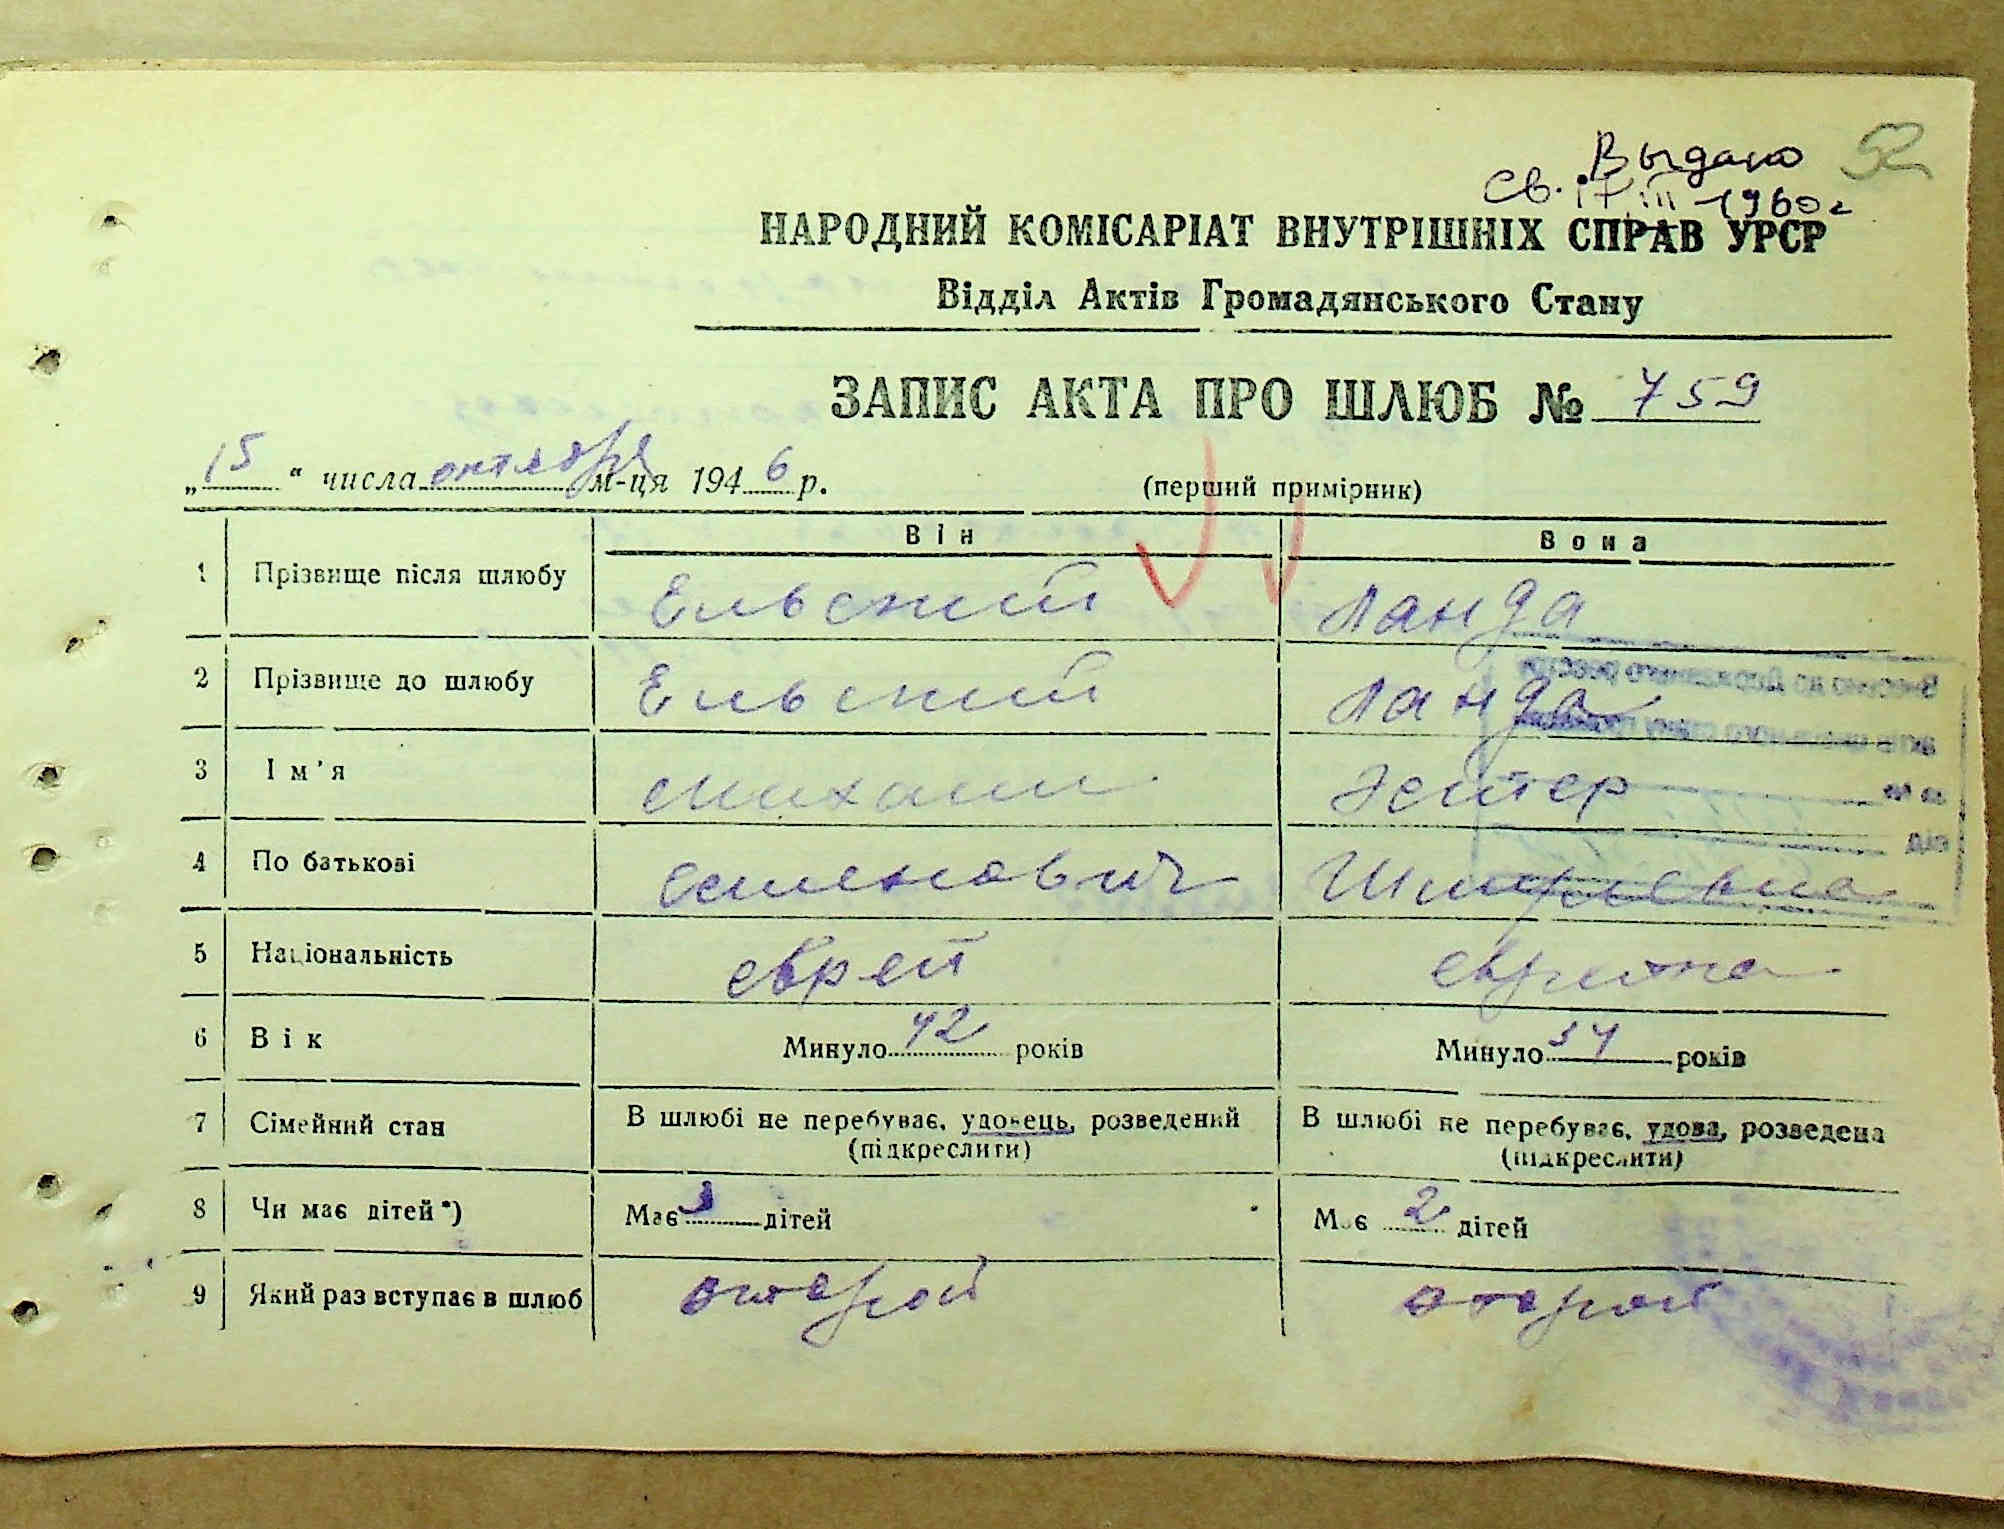 52
Выдано
св. 17 III 1960 г
НАРОДНИЙ КОМІСАРІАТ ВНУТРІШНІХ СПРАВ УРСР
Відділ Актів Громадянського Стану
ЗАПИС АКТА ПРО ШЛЮБ № 759
„15“ числа октября м-ця 1946 р. (перший примірник)
Він Вона
1 Прізвище після шлюбу Ельский Ланда
2 Прізвище до шлюбу Ельский Ланда
3 Ім'я Михаил Эстер
4 По батькові Семенович
5 Національність еврей еврейка
6 Вік Минуло 42 років Минуло 34 років
7 Сімейний стан В шлюбі не перебуває, удовець, розведений (підкреслити) В шлюбі не перебуває, удова, розведена (підкреслити)
8 Чи має дітей*) Має дітей Має 2 дітей
9 Який раз вступає в шлюб второй второй